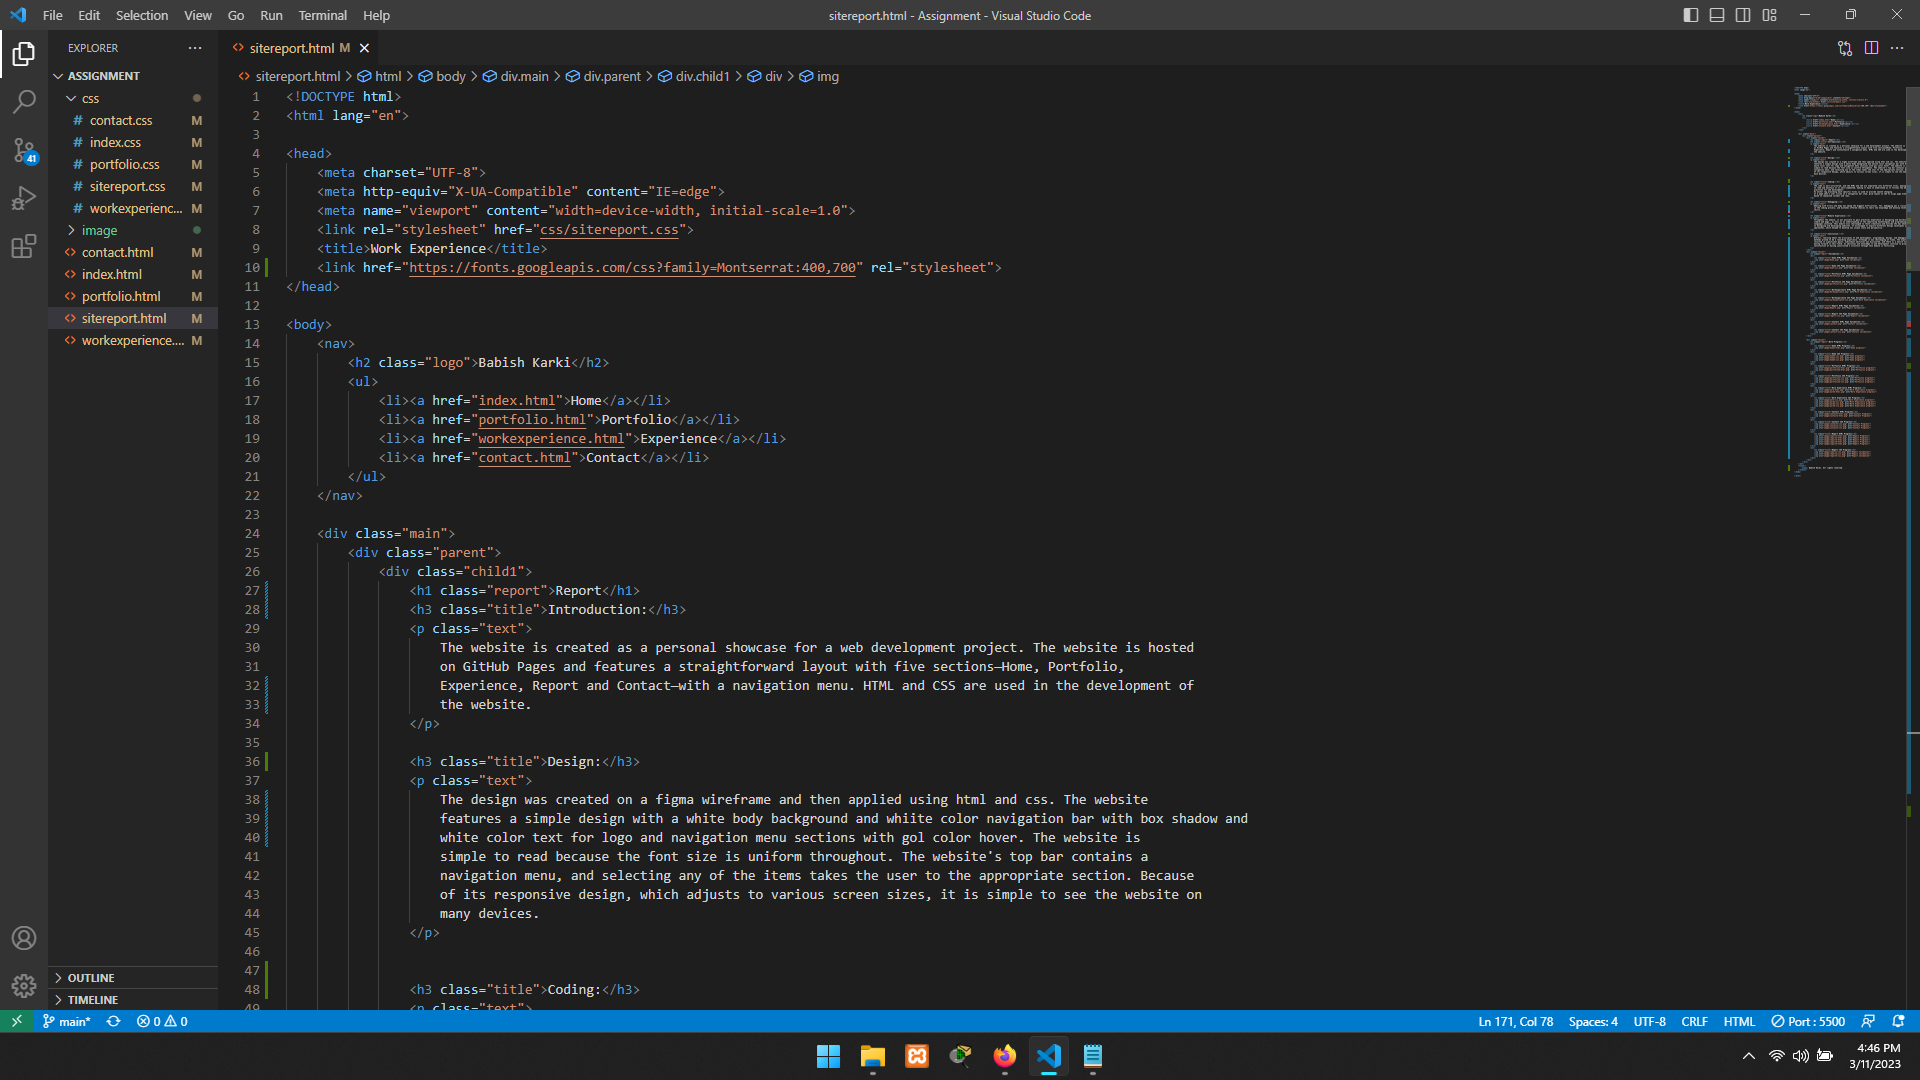 File Edit Selection View Go Run Terminal Help
sitereport.html - Assignment - Visual Studio Code
EXPLORER
ASSIGNMENT
css
# contact.css M
# index.css M
# portfolio.css M
# sitereport.css M
# workexperienc... M
image
contact.html M
index.html M
portfolio.html M
sitereport.html M
workexperience.... M
OUTLINE
TIMELINE
41
sitereport.html M
sitereport.html > html > body > div.main > div.parent > div.child1 > div > img
1 <!DOCTYPE html>
2 <html lang="en">
3
4 <head>
5 <meta charset="UTF-8">
6 <meta http-equiv="X-UA-Compatible" content="IE=edge">
7 <meta name="viewport" content="width=device-width, initial-scale=1.0">
8 <link rel="stylesheet" href="css/sitereport.css">
9 <title>Work Experience</title>
10 <link href="https://fonts.googleapis.com/css?family=Montserrat:400,700" rel="stylesheet">
11 </head>
12
13 <body>
14 <nav>
15 <h2 class="logo">Babish Karki</h2>
16 <ul>
17 <li><a href="index.html">Home</a></li>
18 <li><a href="portfolio.html">Portfolio</a></li>
19 <li><a href="workexperience.html">Experience</a></li>
20 <li><a href="contact.html">Contact</a></li>
21 </ul>
22 </nav>
23
24 <div class="main">
25 <div class="parent">
26 <div class="child1">
27 <h1 class="report">Report</h1>
28 <h3 class="title">Introduction:</h3>
29 <p class="text">
30 The website is created as a personal showcase for a web development project. The website is hosted
31 on GitHub Pages and features a straightforward layout with five sections—Home, Portfolio,
32 Experience, Report and Contact—with a navigation menu. HTML and CSS are used in the development of
33 the website.
34 </p>
35
36 <h3 class="title">Design:</h3>
37 <p class="text">
38 The design was created on a figma wireframe and then applied using html and css. The website
39 features a simple design with a white body background and whiite color navigation bar with box shadow and
40 white color text for logo and navigation menu sections with gol color hover. The website is
41 simple to read because the font size is uniform throughout. The website's top bar contains a
42 navigation menu, and selecting any of the items takes the user to the appropriate section. Because
43 of its responsive design, which adjusts to various screen sizes, it is simple to see the website on
44 many devices.
45 </p>
46
47
48 <h3 class="title">Coding:</h3>
49 <p class="text">
main* 0 0
Ln 171, Col 78 Spaces: 4 UTF-8 CRLF HTML Port : 5500
4:46 PM
3/11/2023